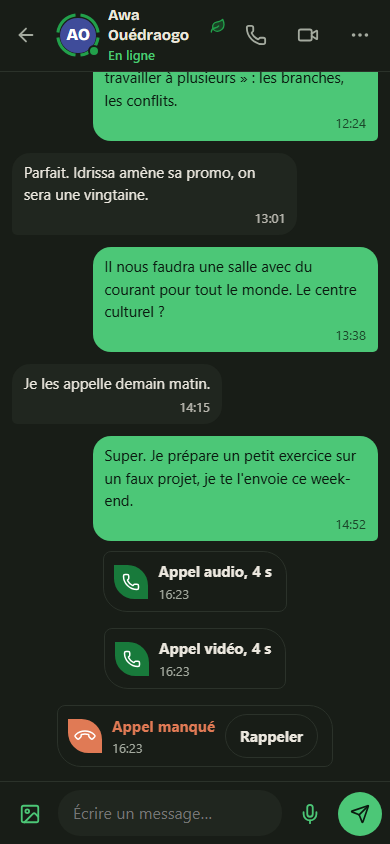 Awa
Ouédraogo
AO
En ligne
travailler à plusieurs » : les branches,
les conflits.
12:24
Parfait. Idrissa amène sa promo, on
sera une vingtaine.
13:01
Il nous faudra une salle avec du
courant pour tout le monde. Le centre
culturel ?
13:38
Je les appelle demain matin.
14:15
Super. Je prépare un petit exercice sur
un faux projet, je te l'envoie ce week-
end.
14:52
Appel audio, 4 s
16:23
Appel vidéo, 4 s
16:23
Appel manqué
16:23
Rappeler
Écrire un message...